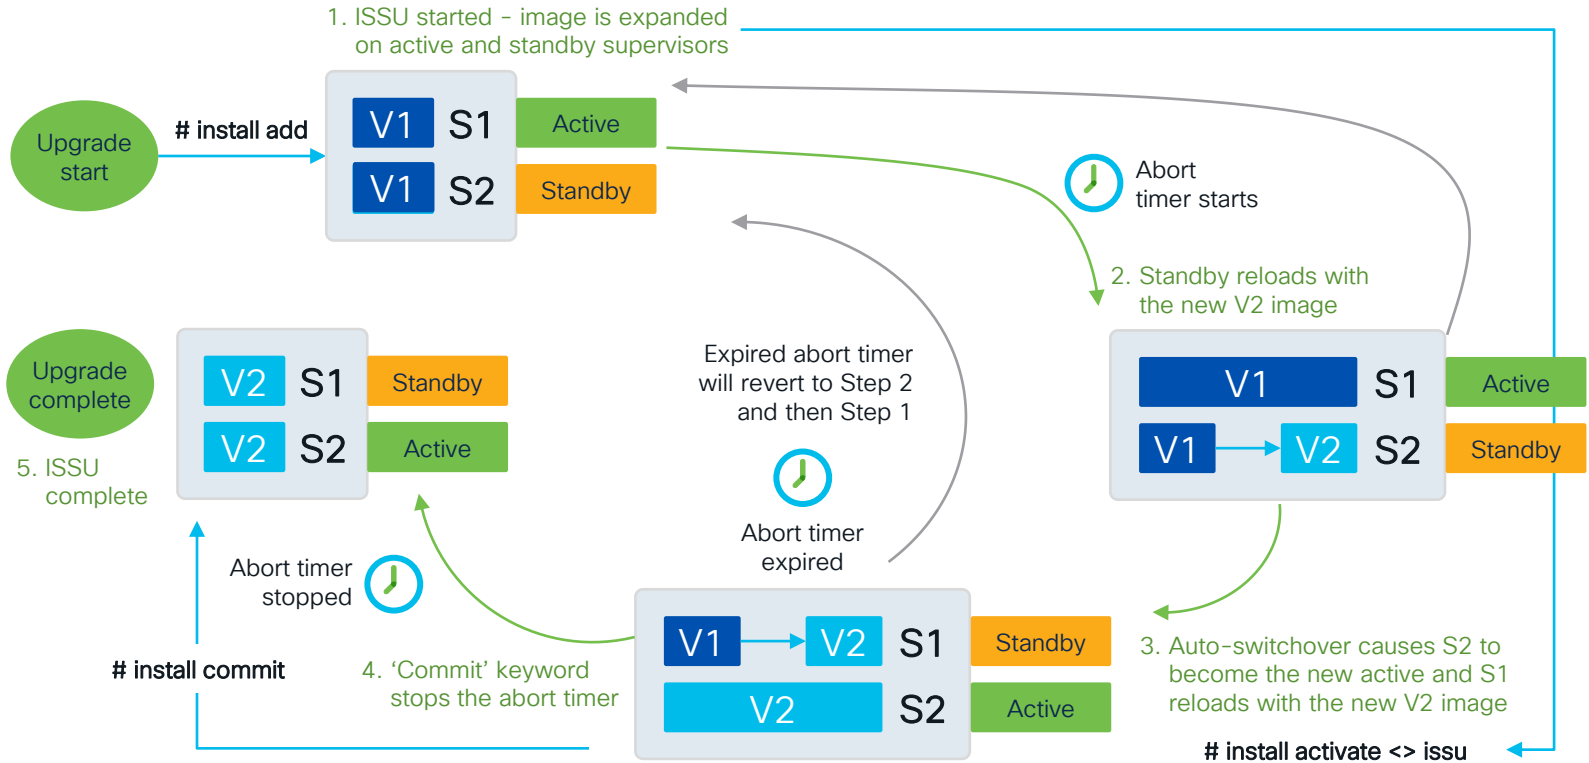 1. ISSU started - image is expanded
on active and standby supervisors
Upgrade
start
# install add
V1 S1 Active
V1 S2 Standby
Abort
timer starts
2. Standby reloads with
the new V2 image
V1 S1 Active
V1 V2 S2 Standby
Expired abort timer
will revert to Step 2
and then Step 1
Abort timer
expired
3. Auto-switchover causes S2 to
become the new active and S1
reloads with the new V2 image
# install activate <> issu
V1 V2 S1 Standby
V2 S2 Active
4. ‘Commit’ keyword
stops the abort timer
Abort timer
stopped
# install commit
V2 S1 Standby
V2 S2 Active
Upgrade
complete
5. ISSU
complete